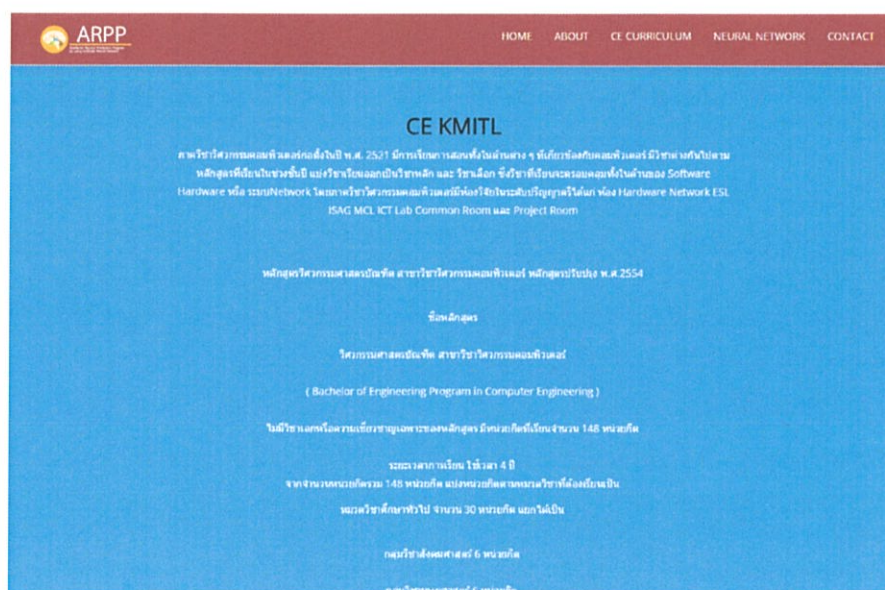 ARPP
HOME ABOUT CE CURRICULUM NEURAL NETWORK CONTACT
CE KMITL
ภาควิชาวิศวกรรมคอมพิวเตอร์ก่อตั้งในปี พ.ศ. 2521 มีการเรียนการสอนทั้งในด้านต่าง ๆ ที่เกี่ยวข้องกับคอมพิวเตอร์ มีวิชาต่างกันไปตาม
หลักสูตรที่เรียนในช่วงชั้นปี แบ่งวิชาเรียนออกเป็นวิชาหลัก และ วิชาเลือก ซึ่งวิชาที่เรียนจะครอบคลุมทั้งในด้านของ Software
Hardware หรือ ระบบNetwork โดยภาควิชาวิศวกรรมคอมพิวเตอร์มีห้องวิจัยในระดับปริญญาตรีได้แก่ ห้อง Hardware Network ESL
ISAG MCL ICT Lab Common Room และ Project Room
หลักสูตรวิศวกรรมศาสตรบัณฑิต สาขาวิชาวิศวกรรมคอมพิวเตอร์ หลักสูตรปรับปรุง พ.ศ.2554
ชื่อหลักสูตร
วิศวกรรมศาสตรบัณฑิต สาขาวิชาวิศวกรรมคอมพิวเตอร์
( Bachelor of Engineering Program in Computer Engineering )
ไม่มีวิชาเอกหรือความเชี่ยวชาญเฉพาะของหลักสูตร มีหน่วยกิตที่เรียนจำนวน 148 หน่วยกิต
ระยะเวลาการเรียน ใช้เวลา 4 ปี
จากจำนวนหน่วยกิตรวม 148 หน่วยกิต แบ่งหน่วยกิตตามหมวดวิชาที่ต้องเรียนเป็น
หมวดวิชาศึกษาทั่วไป จำนวน 30 หน่วยกิต แยกได้เป็น
กลุ่มวิชาสังคมศาสตร์ 6 หน่วยกิต